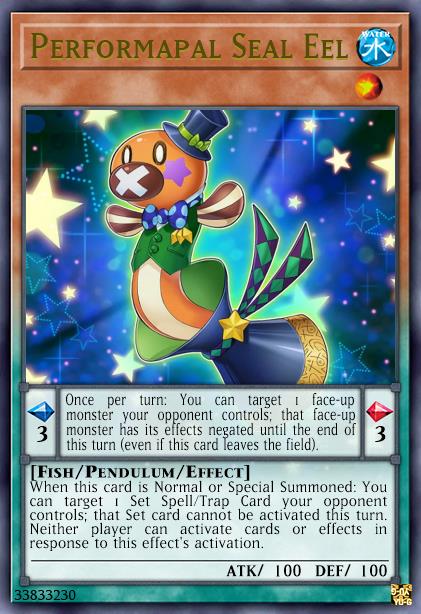 Performapal Seal Eel
WATER
水
Once per turn: You can target 1 face-up
monster your opponent controls; that face-up
monster has its effects negated until the end of
this turn (even if this card leaves the field).
3
3
[Fish/Pendulum/Effect]
When this card is Normal or Special Summoned: You
can target 1 Set Spell/Trap Card your opponent
controls; that Set card cannot be activated this turn.
Neither player can activate cards or effects in
response to this effect's activation.
ATK/ 100 DEF/ 100
33833230